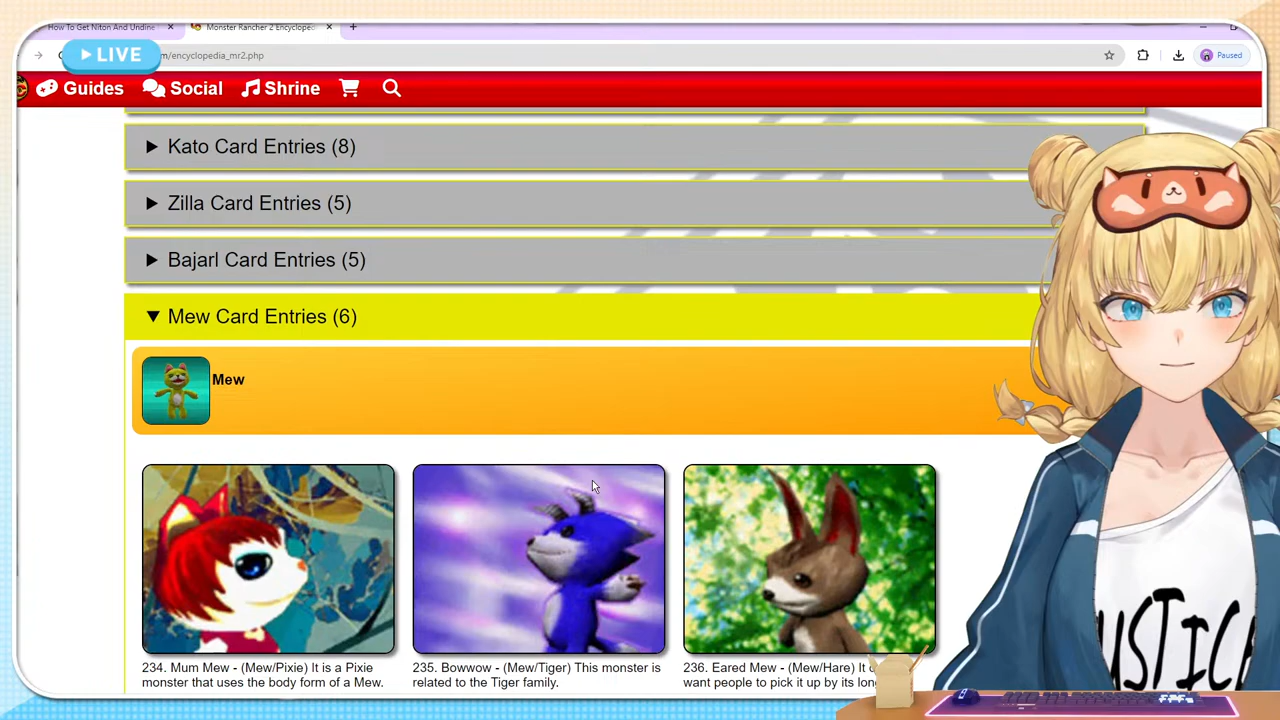 How To Get Niton And Undine
Monster Rancher 2 Encyclopedi
LIVE
m/encyclopedia_mr2.php
Paused
Guides
Social
Shrine
Kato Card Entries (8)
Zilla Card Entries (5)
Bajarl Card Entries (5)
Mew Card Entries (6)
Mew
234. Mum Mew - (Mew/Pixie) It is a Pixie
monster that uses the body form of a Mew.
235. Bowwow - (Mew/Tiger) This monster is
related to the Tiger family.
236. Eared Mew - (Mew/Hare) It
want people to pick it up by its
USTIC